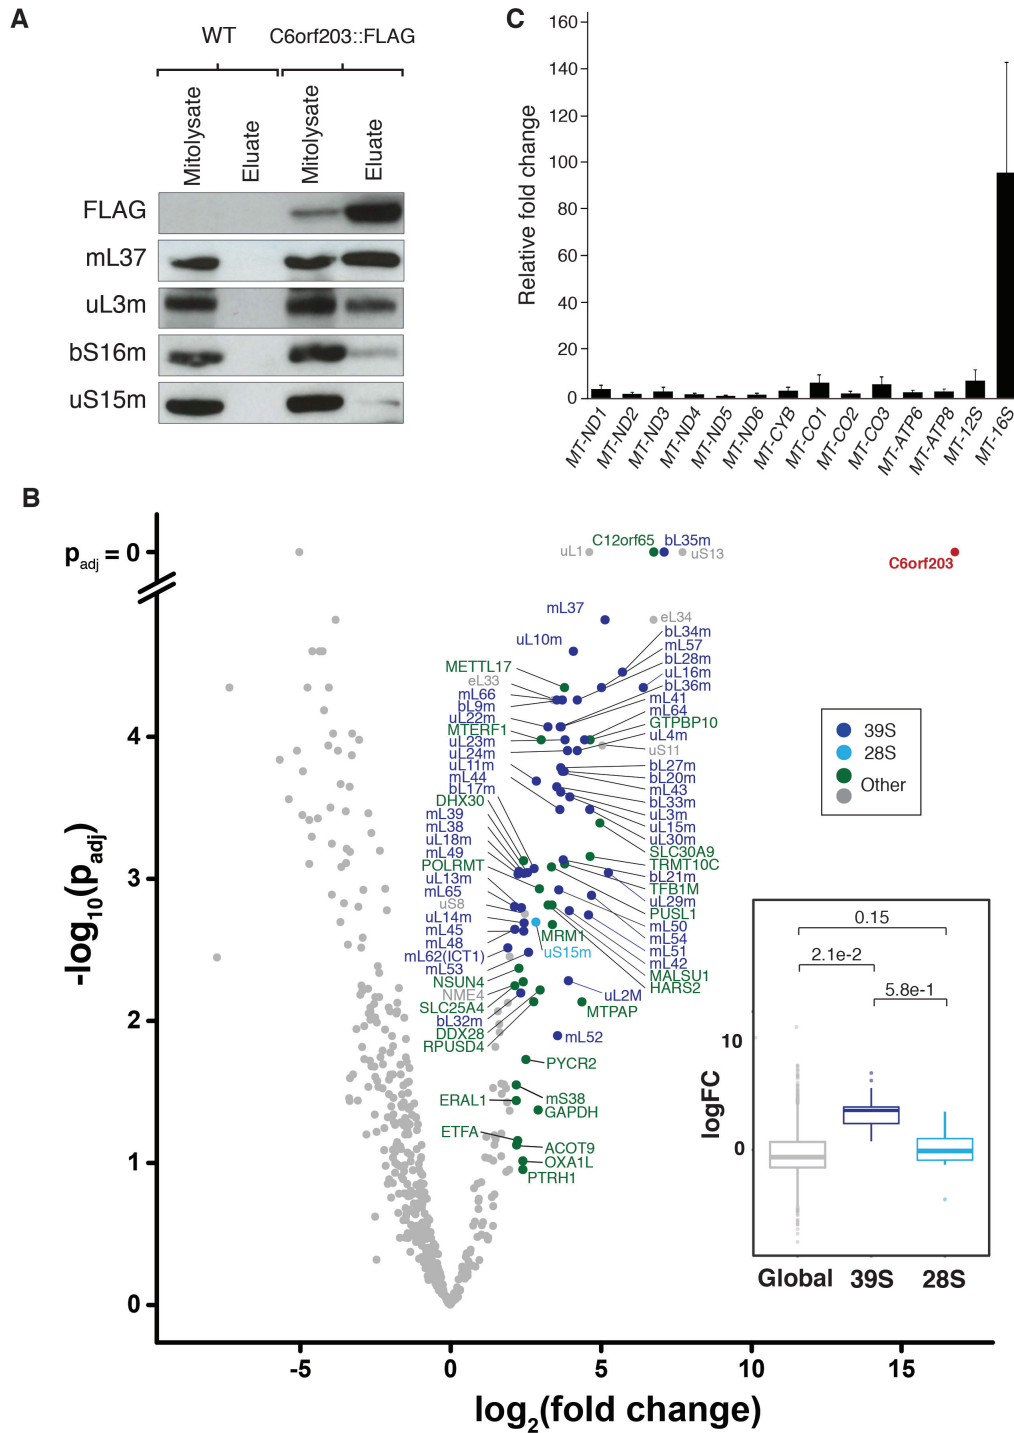 A
WT
C6orf203::FLAG
Mitolysate
Eluate
Mitolysate
Eluate
FLAG
mL37
uL3m
bS16m
uS15m
C
Relative fold change
160
140
120
100
80
60
40
20
0
MT-ND1
MT-ND2
MT-ND3
MT-ND4
MT-ND5
MT-ND6
MT-CYB
MT-CO1
MT-CO2
MT-CO3
MT-ATP6
MT-ATP8
MT-12S
MT-16S
B
padj = 0
4
3
2
1
0
-log10(padj)
-5
0
5
10
15
log2(fold change)
uL1
C12orf65
bL35m
uS13
C6orf203
mL37
uL10m
METTL17
eL33
mL66
bL9m
uL22m
MTERF1
uL23m
uL24m
uL11m
mL44
bL17m
DHX30
mL39
mL38
uL18m
mL49
POLRMT
uL13m
mL65
uS8
uL14m
mL45
mL48
mL62(ICT1)
mL53
NSUN4
NME4
SLC25A4
bL32m
DDX28
RPUSD4
eL34
bL34m
mL57
bL28m
uL16m
bL36m
mL41
mL64
GTPBP10
uL4m
uS11
bL27m
bL20m
mL43
bL33m
uL3m
uL15m
uL30m
SLC30A9
TRMT10C
bL21m
TFB1M
uL29m
PUSL1
mL50
mL54
mL51
mL42
MALSU1
HARS2
MRM1
uS15m
uL2M
MTPAP
mL52
PYCR2
ERAL1
mS38
GAPDH
ETFA
ACOT9
OXA1L
PTRH1
39S
28S
Other
0.15
2.1e-2
5.8e-1
logFC
10
0
Global
39S
28S